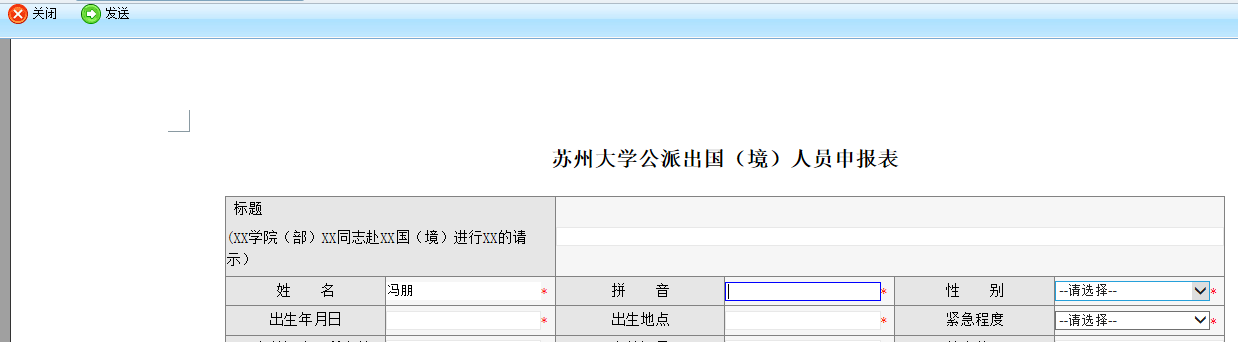 关闭 发送
苏州大学公派出国（境）人员申报表
标题
(XX学院（部）XX同志赴XX国（境）进行XX的请
示）
姓 名 冯朋 * 拼 音 * 性 别 --请选择-- *
出生年月日 * 出生地点 * 紧急程度 --请选择-- *